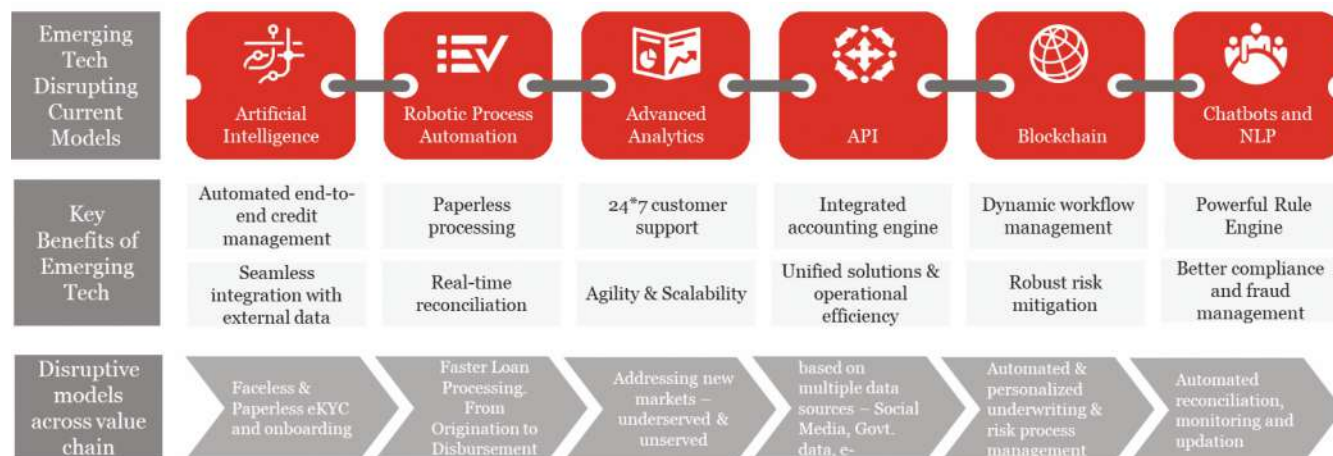 Emerging
Tech
Disrupting
Current
Models
Artificial
Intelligence
Robotic Process
Automation
Advanced
Analytics
API
Blockchain
Chatbots and
NLP
Key
Benefits of
Emerging
Tech
Automated end-to-
end credit
management
Paperless
processing
24*7 customer
support
Integrated
accounting engine
Dynamic workflow
management
Powerful Rule
Engine
Seamless
integration with
external data
Real-time
reconciliation
Agility & Scalability
Unified solutions &
operational
efficiency
Robust risk
mitigation
Better compliance
and fraud
management
Disruptive
models
across value
chain
Faceless &
Paperless eKYC
and onboarding
Faster Loan
Processing.
From
Origination to
Disbursement
Addressing new
markets –
underserved &
unserved
based on
multiple data
sources – Social
Media, Govt.
data, e-
Automated &
personalized
underwriting &
risk process
management
Automated
reconciliation,
monitoring and
updation